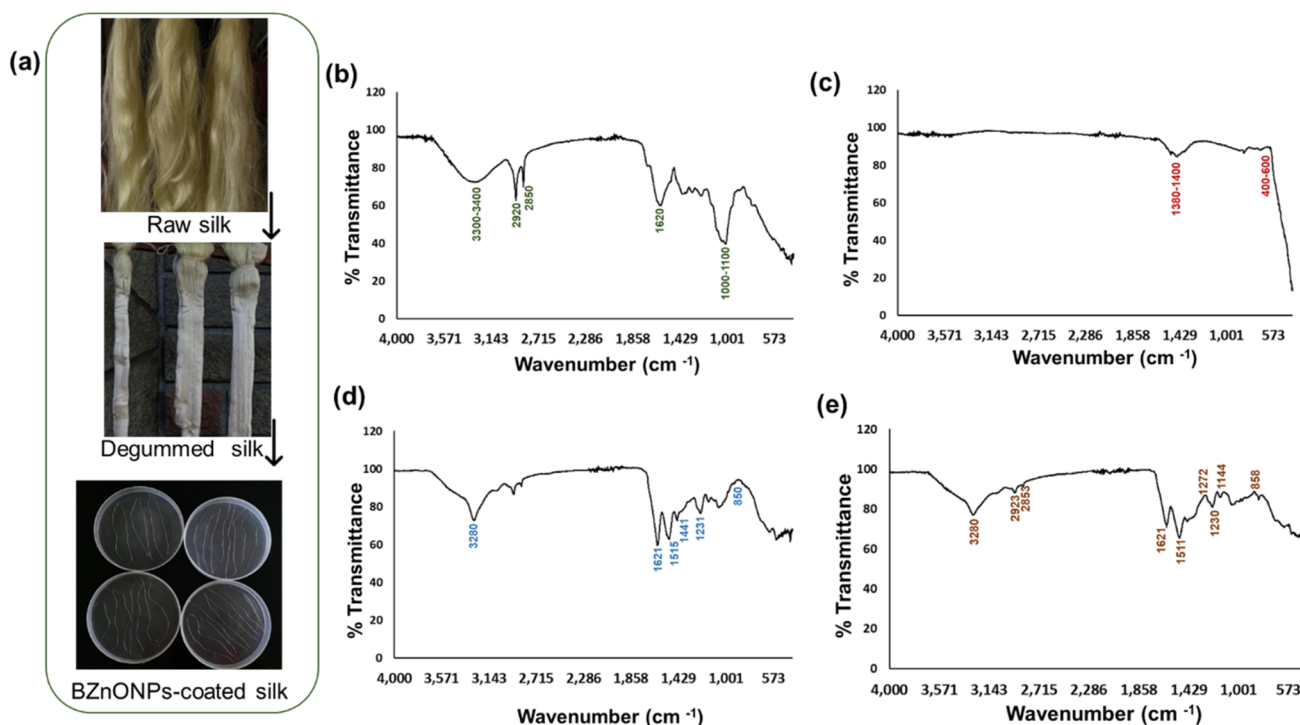 (a)
Raw silk
Degummed silk
BZnONPs-coated silk
(b)
% Transmittance
120
100
80
60
40
20
0
3300-3400
2920
2850
1620
1000-1100
4,000 3,571 3,143 2,715 2,286 1,858 1,429 1,001 573
Wavenumber (cm -1)
(c)
% Transmittance
120
100
80
60
40
20
0
1380-1400
400-600
4,000 3,571 3,143 2,715 2,286 1,858 1,429 1,001 573
Wavenumber (cm -1)
(d)
% Transmittance
120
100
80
60
40
20
0
3280
1621
1515
1441
1231
850
4,000 3,571 3,143 2,715 2,286 1,858 1,429 1,001 573
Wavenumber (cm -1)
(e)
% Transmittance
120
100
80
60
40
20
0
3280
2923
2853
1621
1511
1272
1230
1144
858
4,000 3,571 3,143 2,715 2,286 1,858 1,429 1,001 573
Wavenumber (cm -1)